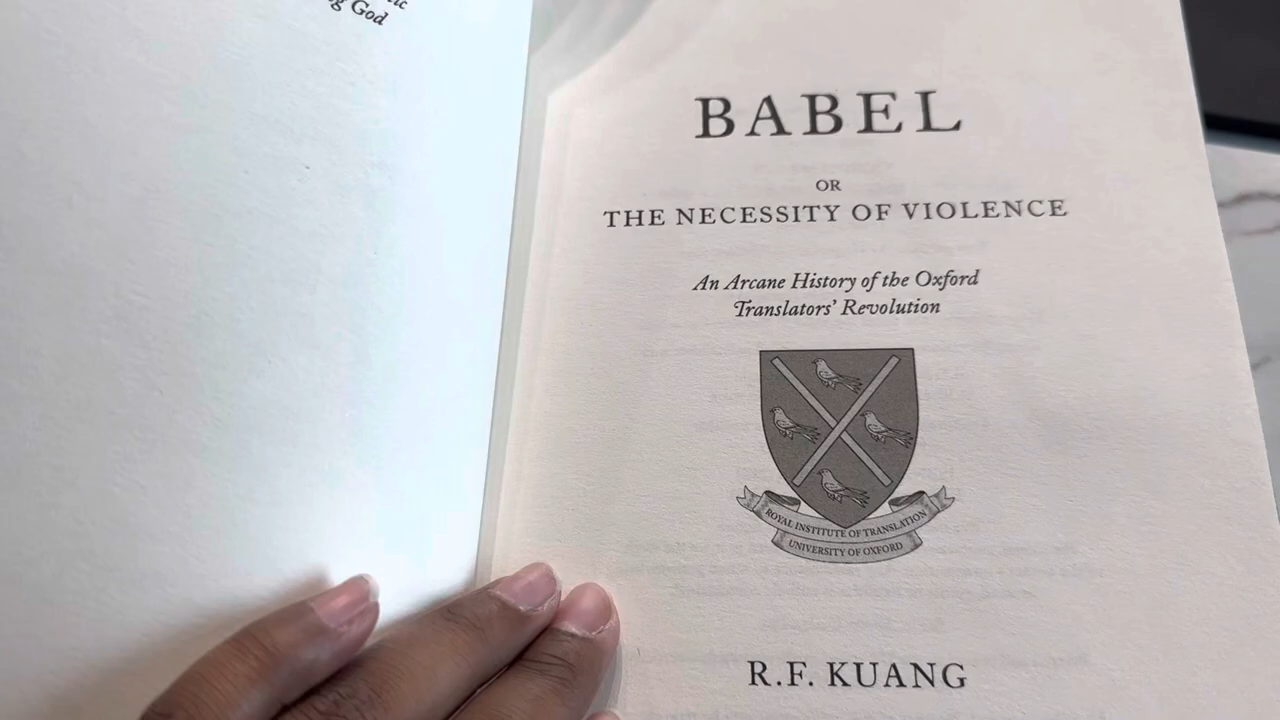 God
BABEL
OR
THE NECESSITY OF VIOLENCE
An Arcane History of the Oxford
Translators’ Revolution
ROYAL INSTITUTE OF TRANSLATION
UNIVERSITY OF OXFORD
R.F. KUANG